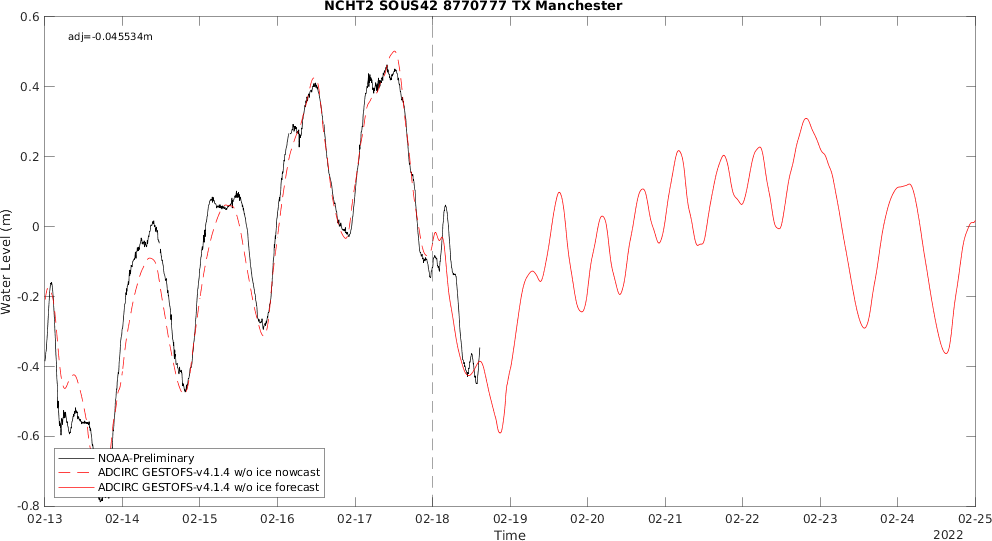 NCHT2 SOUS42 8770777 TX Manchester
adj=-0.045534m
0.6
0.4
0.2
0
-0.2
-0.4
-0.6
-0.8
Water Level (m)
NOAA-Preliminary
ADCIRC GESTOFS-v4.1.4 w/o ice nowcast
ADCIRC GESTOFS-v4.1.4 w/o ice forecast
02-13 02-14 02-15 02-16 02-17 02-18 02-19 02-20 02-21 02-22 02-23 02-24 02-25
Time
2022